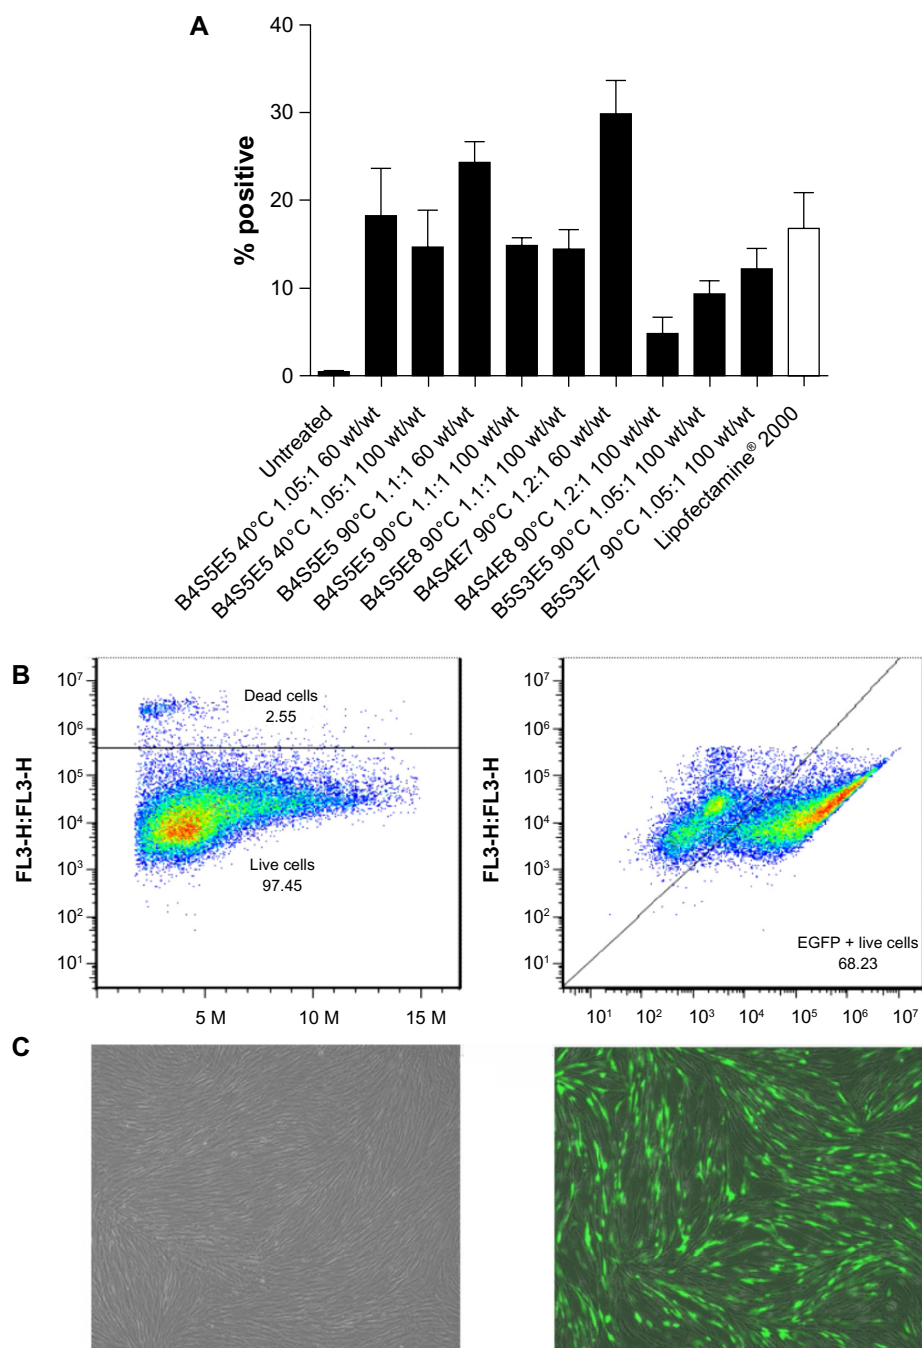 A
40
30
20
10
0
% positive
Untreated
B4S5E5 40°C 1.05:1 60 wt/wt
B4S5E5 40°C 1.05:1 100 wt/wt
B4S5E5 90°C 1.1:1 60 wt/wt
B4S5E5 90°C 1.1:1 100 wt/wt
B4S5E8 90°C 1.1:1 100 wt/wt
B4S4E7 90°C 1.2:1 60 wt/wt
B4S4E8 90°C 1.2:1 100 wt/wt
B5S3E5 90°C 1.05:1 100 wt/wt
B5S3E7 90°C 1.05:1 100 wt/wt
Lipofectamine® 2000
B
10⁷
10⁶
10⁵
10⁴
10³
10²
10¹
FL3-H:FL3-H
Dead cells
2.55
Live cells
97.45
5 M
10 M
15 M
10⁷
10⁶
10⁵
10⁴
10³
10²
10¹
FL3-H:FL3-H
EGFP + live cells
68.23
10¹
10²
10³
10⁴
10⁵
10⁶
10⁷
C